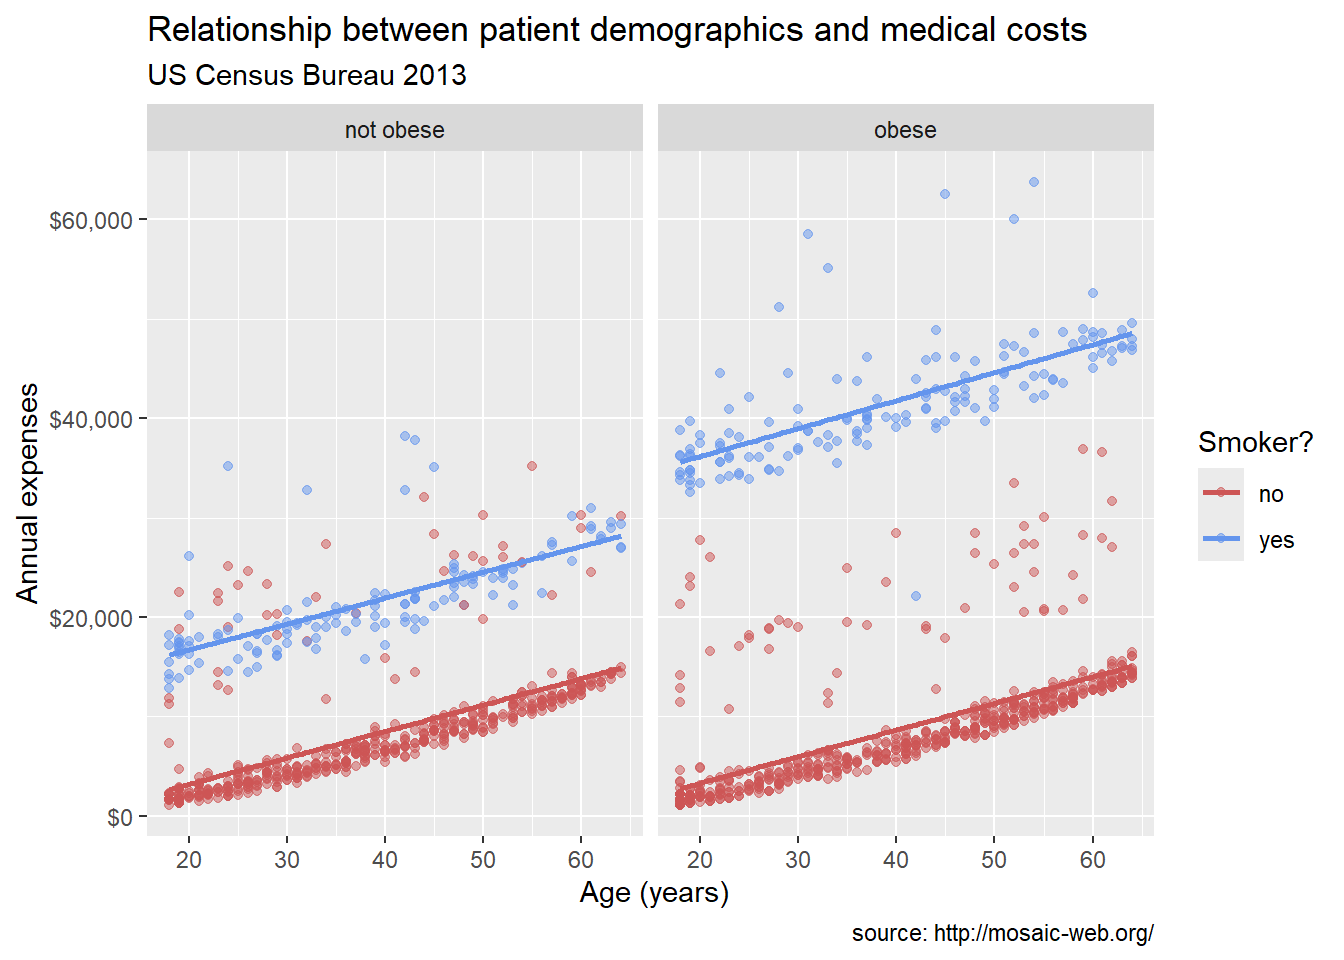 Relationship between patient demographics and medical costs
US Census Bureau 2013
not obese
obese
$60,000
$40,000
$20,000
$0
Annual expenses
20 30 40 50 60
20 30 40 50 60
Age (years)
Smoker?
no
yes
source: http://mosaic-web.org/